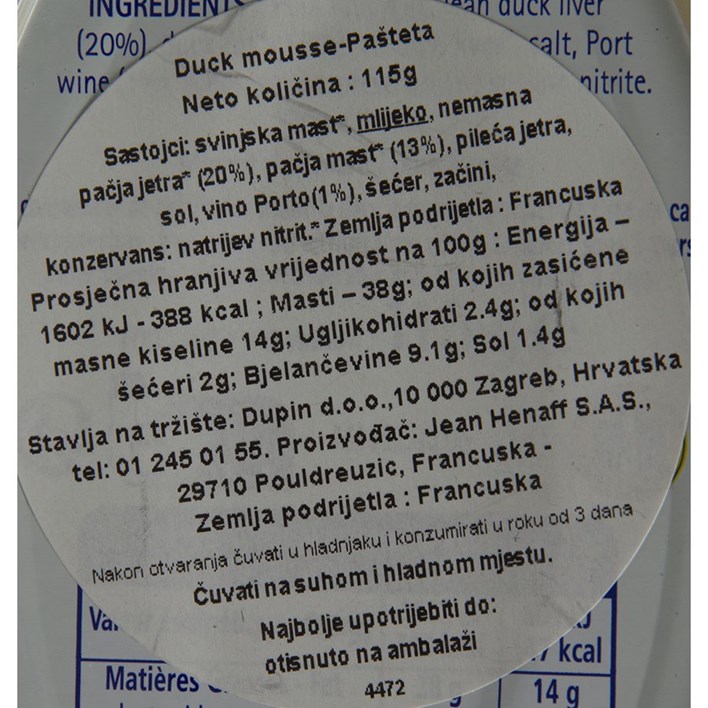 INGREDIENTS
lean duck liver
(20%)
salt, Port
wine
nitrite.
Duck mousse-Pašteta
Neto količina : 115g
Sastojci: svinjska mast*, mlijeko, nemasna
pačja jetra* (20%), pačja mast* (13%), pileća jetra,
sol, vino Porto(1%), šećer, začini,
konzervans: natrijev nitrit.* Zemlja podrijetla : Francuska
Prosječna hranjiva vrijednost na 100g : Energija –
1602 kJ - 388 kcal ; Masti – 38g; od kojih zasićene
masne kiseline 14g; Ugljikohidrati 2.4g; od kojih
šećeri 2g; Bjelančevine 9.1g; Sol 1.4g
Stavlja na tržište: Dupin d.o.o.,10 000 Zagreb, Hrvatska
tel: 01 245 01 55. Proizvođač: Jean Henaff S.A.S.,
29710 Pouldreuzic, Francuska -
Zemlja podrijetla : Francuska
Nakon otvaranja čuvati u hladnjaku i konzumirati u roku od 3 dana
Čuvati na suhom i hladnom mjestu.
Najbolje upotrijebiti do:
otisnuto na ambalaži
4472
kcal
Matières
14 g